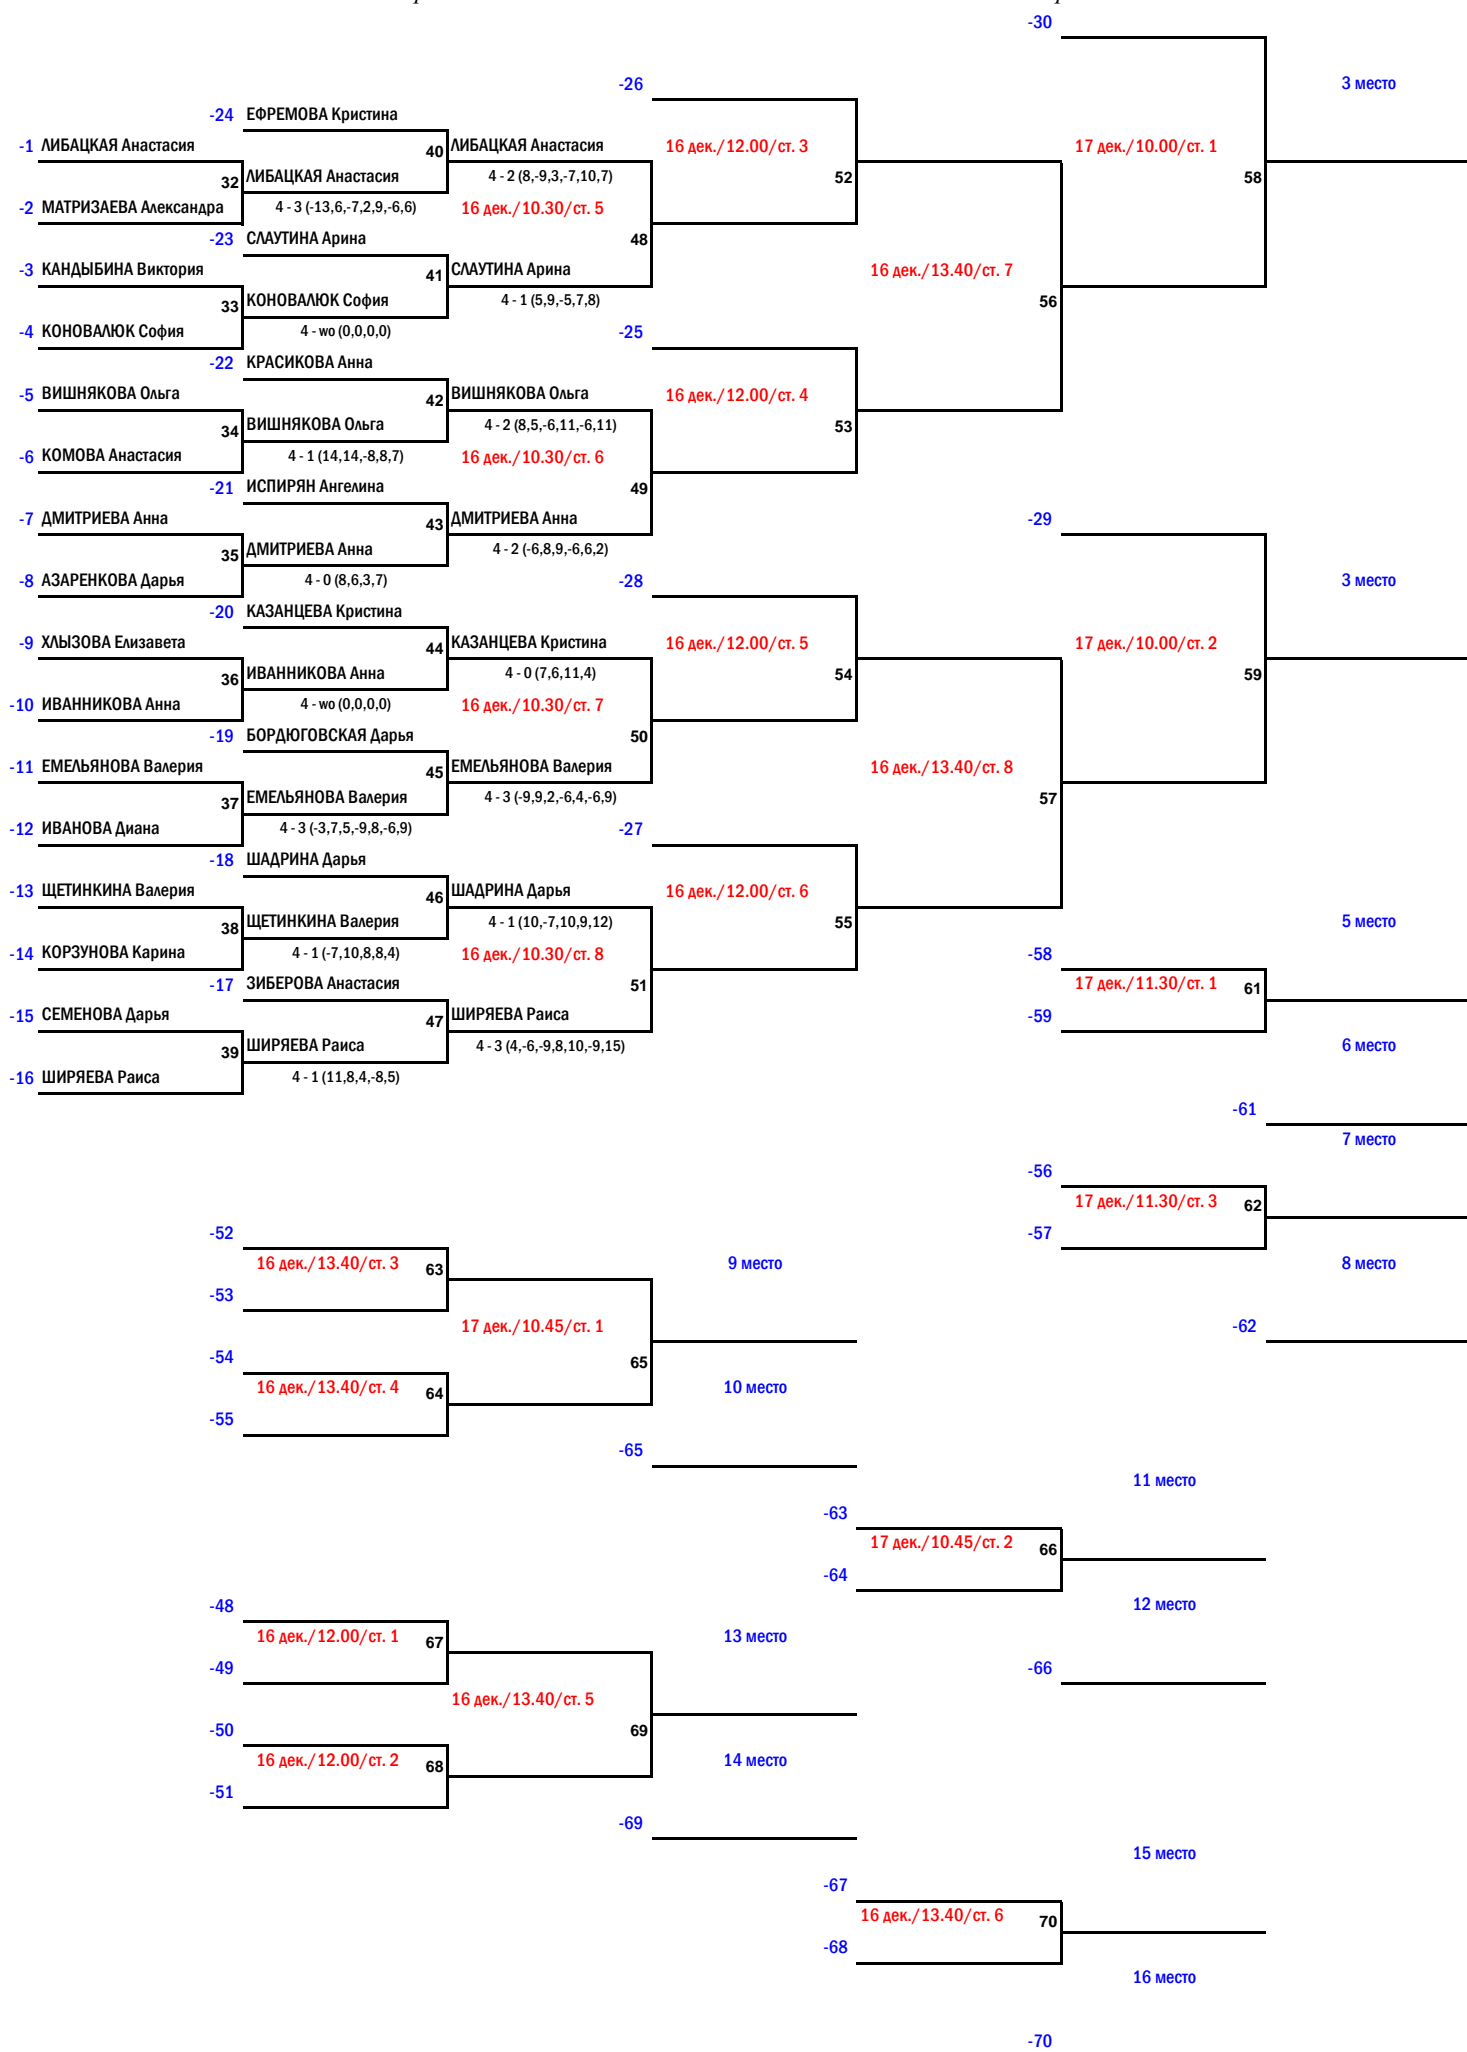 -30
3 место
-26
-24 ЕФРЕМОВА Кристина
-1 ЛИБАЦКАЯ Анастасия
40 ЛИБАЦКАЯ Анастасия
16 дек./12.00/ст. 3
17 дек./10.00/ст. 1
32 ЛИБАЦКАЯ Анастасия
4 - 2 (8,-9,3,-7,10,7)
52
58
-2 МАТРИЗАЕВА Александра
4 - 3 (-13,6,-7,2,9,-6,6)
16 дек./10.30/ст. 5
-23 СЛАУТИНА Арина
48
-3 КАНДЫБИНА Виктория
41 СЛАУТИНА Арина
16 дек./13.40/ст. 7
33 КОНОВАЛЮК София
4 - 1 (5,9,-5,7,8)
56
-4 КОНОВАЛЮК София
4 - wo (0,0,0,0)
-25
-22 КРАСИКОВА Анна
-5 ВИШНЯКОВА Ольга
42 ВИШНЯКОВА Ольга
16 дек./12.00/ст. 4
34 ВИШНЯКОВА Ольга
4 - 2 (8,5,-6,11,-6,11)
53
-6 КОМОВА Анастасия
4 - 1 (14,14,-8,8,7)
16 дек./10.30/ст. 6
-21 ИСПИРЯН Ангелина
49
-7 ДМИТРИЕВА Анна
43 ДМИТРИЕВА Анна
-29
35 ДМИТРИЕВА Анна
4 - 2 (-6,8,9,-6,6,2)
-8 АЗАРЕНКОВА Дарья
4 - 0 (8,6,3,7)
-28
3 место
-20 КАЗАНЦЕВА Кристина
-9 ХЛЫЗОВА Елизавета
44 КАЗАНЦЕВА Кристина
16 дек./12.00/ст. 5
17 дек./10.00/ст. 2
36 ИВАННИКОВА Анна
4 - 0 (7,6,11,4)
54
59
-10 ИВАННИКОВА Анна
4 - wo (0,0,0,0)
16 дек./10.30/ст. 7
-19 БОРДЮГОВСКАЯ Дарья
50
-11 ЕМЕЛЬЯНОВА Валерия
45 ЕМЕЛЬЯНОВА Валерия
16 дек./13.40/ст. 8
37 ЕМЕЛЬЯНОВА Валерия
4 - 3 (-9,9,2,-6,4,-6,9)
57
-12 ИВАНОВА Диана
4 - 3 (-3,7,5,-9,8,-6,9)
-27
-18 ШАДРИНА Дарья
-13 ЩЕТИНКИНА Валерия
46 ШАДРИНА Дарья
16 дек./12.00/ст. 6
38 ЩЕТИНКИНА Валерия
4 - 1 (10,-7,10,9,12)
55
5 место
-14 КОРЗУНОВА Карина
4 - 1 (-7,10,8,8,4)
16 дек./10.30/ст. 8
-58
-17 ЗИБЕРОВА Анастасия
51
17 дек./11.30/ст. 1
61
-15 СЕМЕНОВА Дарья
47 ШИРЯЕВА Раиса
-59
39 ШИРЯЕВА Раиса
4 - 3 (4,-6,-9,8,10,-9,15)
6 место
-16 ШИРЯЕВА Раиса
4 - 1 (11,8,4,-8,5)
-61
7 место
-56
17 дек./11.30/ст. 3
62
-52
-57
16 дек./13.40/ст. 3
63
9 место
8 место
-53
17 дек./10.45/ст. 1
-62
-54
65
16 дек./13.40/ст. 4
64
10 место
-55
-65
11 место
-63
17 дек./10.45/ст. 2
66
-64
-48
12 место
16 дек./12.00/ст. 1
67
13 место
-49
-66
16 дек./13.40/ст. 5
-50
69
16 дек./12.00/ст. 2
68
14 место
-51
-69
15 место
-67
16 дек./13.40/ст. 6
70
-68
16 место
-70